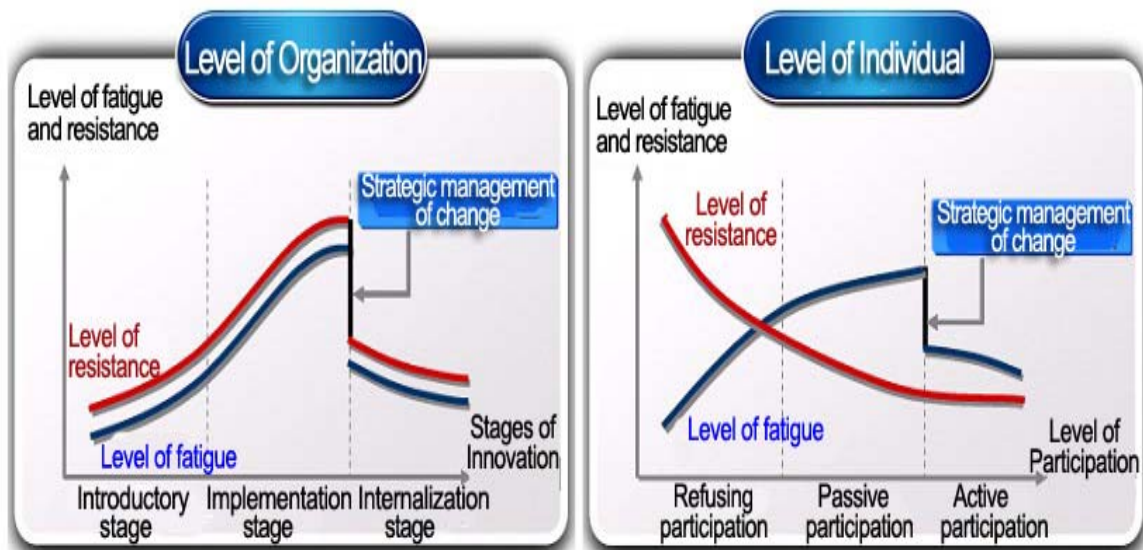 Level of Organization
Level of fatigue
and resistance
Strategic management
of change
Level of
resistance
Level of fatigue
Stages of
Innovation
Introductory
stage
Implementation
stage
Internalization
stage
Level of Individual
Level of fatigue
and resistance
Level of
resistance
Strategic management
of change
Level of fatigue
Level of
Participation
Refusing
participation
Passive
participation
Active
participation